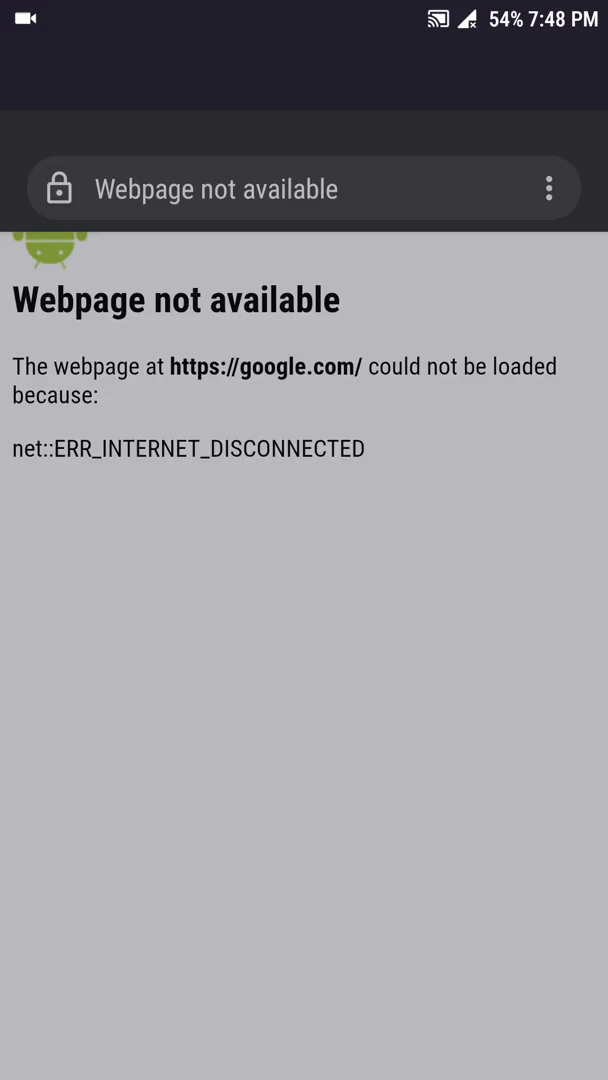 54% 7:48 PM
Webpage not available
Webpage not available
The webpage at https://google.com/ could not be loaded
because:
net::ERR_INTERNET_DISCONNECTED